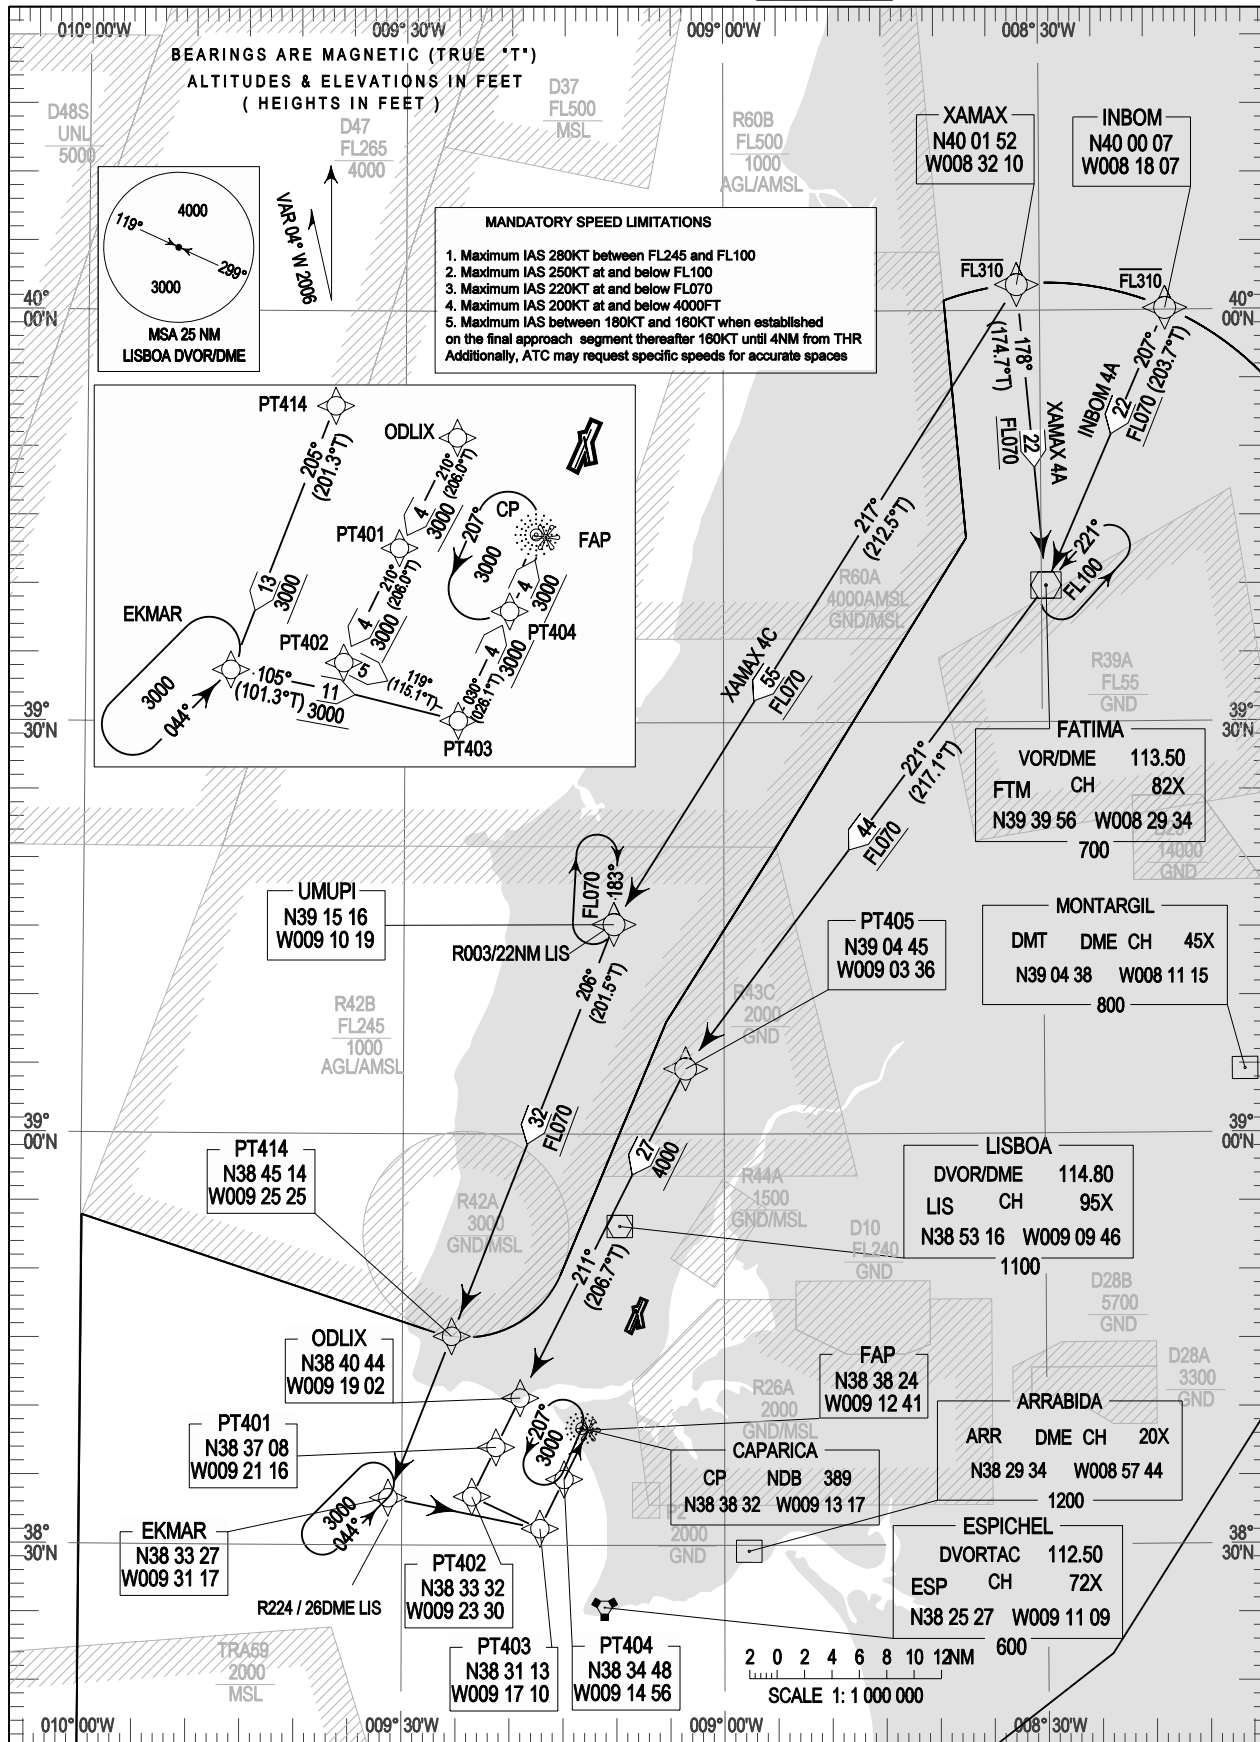 010° 00'W
009° 30'W
009° 00'W
008° 30'W
BEARINGS ARE MAGNETIC (TRUE "T")
ALTITUDES & ELEVATIONS IN FEET
( HEIGHTS IN FEET )
D48S
UNL
5000
D47
FL265
4000
D37
FL500
MSL
R60B
FL500
1000
AGL/AMSL
XAMAX
N40 01 52
W008 32 10
INBOM
N40 00 07
W008 18 07
4000
119°
299°
3000
MSA 25 NM
LISBOA DVOR/DME
VAR 04° W 2006
MANDATORY SPEED LIMITATIONS
1. Maximum IAS 280KT between FL245 and FL100
2. Maximum IAS 250KT at and below FL100
3. Maximum IAS 220KT at and below FL070
4. Maximum IAS 200KT at and below 4000FT
5. Maximum IAS between 180KT and 160KT when established
on the final approach segment thereafter 160KT until 4NM from THR
Additionally, ATC may request specific speeds for accurate spaces
FL310
FL310
40°
00'N
40°
00'N
178°
(174.7°T)
22
FL070
XAMAX 4A
207°
(203.7°T)
INBOM 4A
22
FL070
217°
(212.5°T)
XAMAX 4C
55
FL070
221°
FL100
PT414
ODLIX
205°
(201.3°T)
210°
(206.0°T)
4
3000
CP
207°
3000
FAP
PT401
210°
(206.0°T)
4
3000
13
3000
4
3000
EKMAR
PT402
PT404
3000
044°
105°
(101.3°T)
11
3000
5
119°
(115.1°T)
030°
(026.1°T)
4
3000
PT403
39°
30'N
39°
30'N
R60A
4000AMSL
GND/MSL
R39A
FL55
GND
221°
(217.1°T)
44
FL070
FATIMA
VOR/DME 113.50
FTM CH 82X
N39 39 56 W008 29 34
700
14000
GND
UMUPI
N39 15 16
W009 10 19
FL070
183°
R003/22NM LIS
206°
(201.5°T)
32
FL070
PT405
N39 04 45
W009 03 36
MONTARGIL
DMT DME CH 45X
N39 04 38 W008 11 15
800
R42B
FL245
1000
AGL/AMSL
R43C
2000
GND
39°
00'N
39°
00'N
27
4000
PT414
N38 45 14
W009 25 25
R42A
3000
GND/MSL
R44A
1500
GND/MSL
D10
FL240
GND
LISBOA
DVOR/DME 114.80
LIS CH 95X
N38 53 16 W009 09 46
1100
211°
(206.7°T)
D28B
5700
GND
D28A
3300
GND
ODLIX
N38 40 44
W009 19 02
FAP
N38 38 24
W009 12 41
R26A
2000
GND/MSL
PT401
N38 37 08
W009 21 16
207°
3000
CAPARICA
CP NDB 389
N38 38 32 W009 13 17
ARRABIDA
ARR DME CH 20X
N38 29 34 W008 57 44
1200
P2
2000
GND
3000
044°
EKMAR
N38 33 27
W009 31 17
38°
30'N
38°
30'N
PT402
N38 33 32
W009 23 30
R224 / 26DME LIS
ESPICHEL
DVORTAC 112.50
ESP CH 72X
N38 25 27 W009 11 09
600
TRA59
2000
MSL
PT403
N38 31 13
W009 17 10
PT404
N38 34 48
W009 14 56
2 0 2 4 6 8 10 12NM
SCALE 1: 1 000 000
010° 00'W
009° 30'W
009° 00'W
008° 30'W